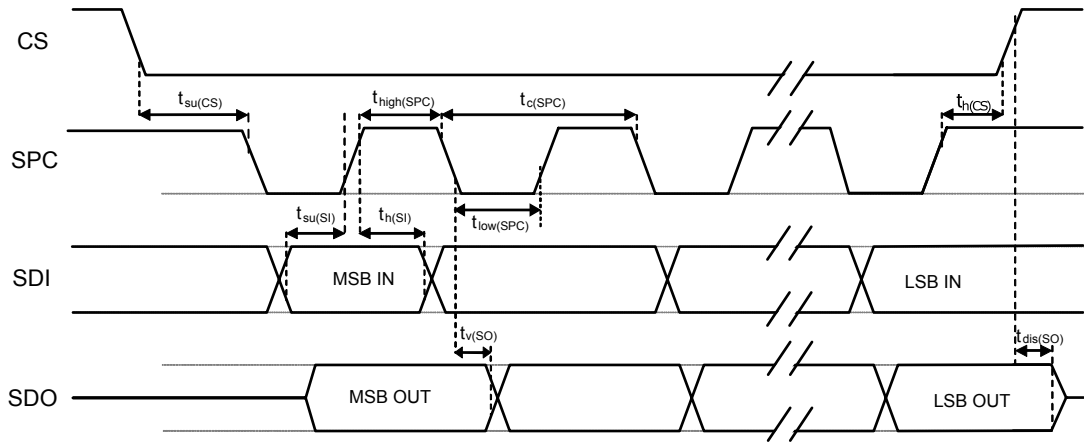 CS
tsu(CS) thigh(SPC) tc(SPC) th(CS)
SPC
tsu(SI) th(SI) tlow(SPC)
SDI MSB IN LSB IN
tv(SO) tdis(SO)
SDO MSB OUT LSB OUT